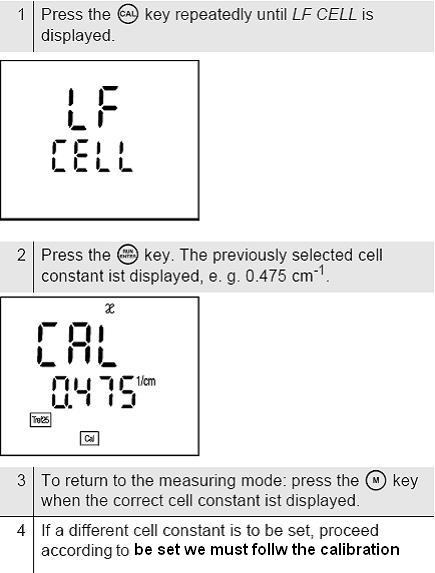 1 Press the CAL key repeatedly until LF CELL is
displayed.
LF
CELL
2 Press the RUN ENTER key. The previously selected cell
constant ist displayed, e. g. 0.475 cm-1.
ϰ
CAL
0.475 1/cm
Tref25
Cal
3 To return to the measuring mode: press the M key
when the correct cell constant ist displayed.
4 If a different cell constant is to be set, proceed
according to be set we must follw the calibration